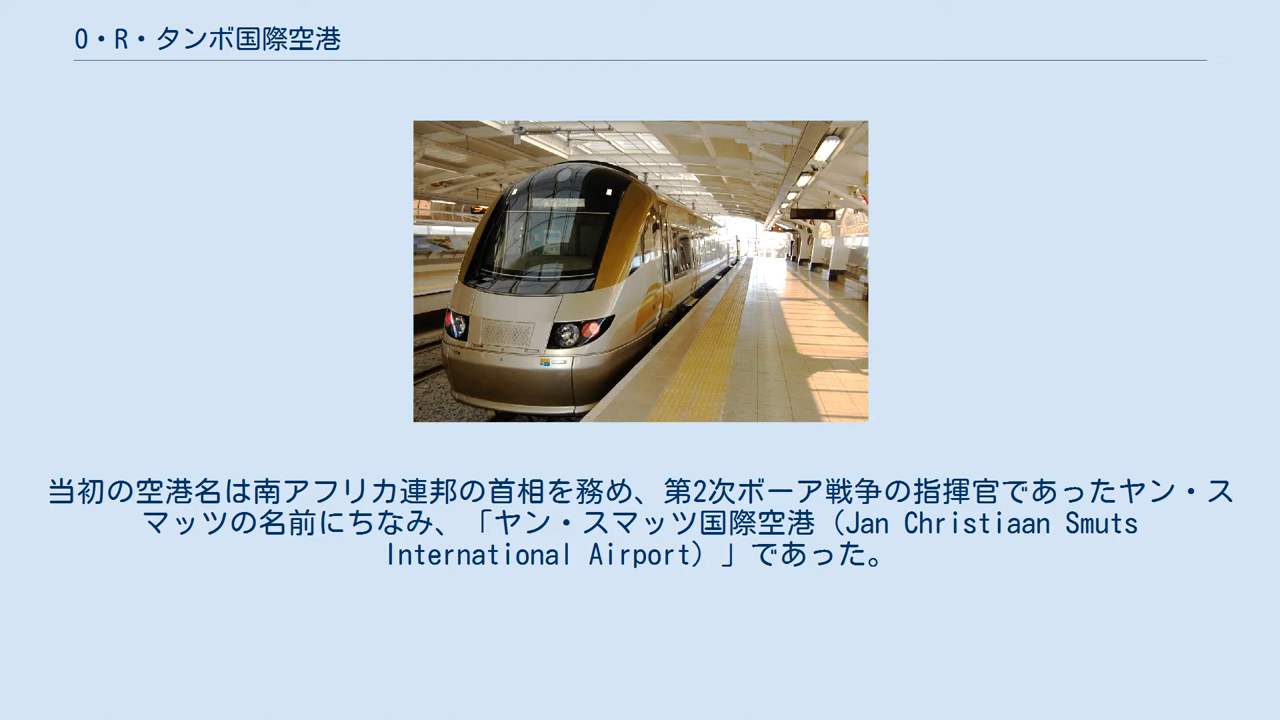 O・R・タンボ国際空港
当初の空港名は南アフリカ連邦の首相を務め、第2次ボーア戦争の指揮官であったヤン・ス
マッツの名前にちなみ、「ヤン・スマッツ国際空港（Jan Christiaan Smuts
International Airport）」であった。